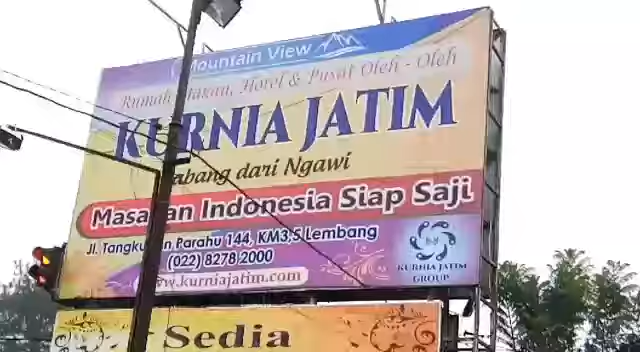 Mountain View
Rumah Makan, Hotel & Pusat Oleh - Oleh
KURNIA JATIM
Cabang dari Ngawi
Masakan Indonesia Siap Saji
Jl. Tangkuban Parahu 144, KM3,5 Lembang
(022) 8278 2000
www.kurniajatim.com
KURNIA JATIM
GROUP
Sedia